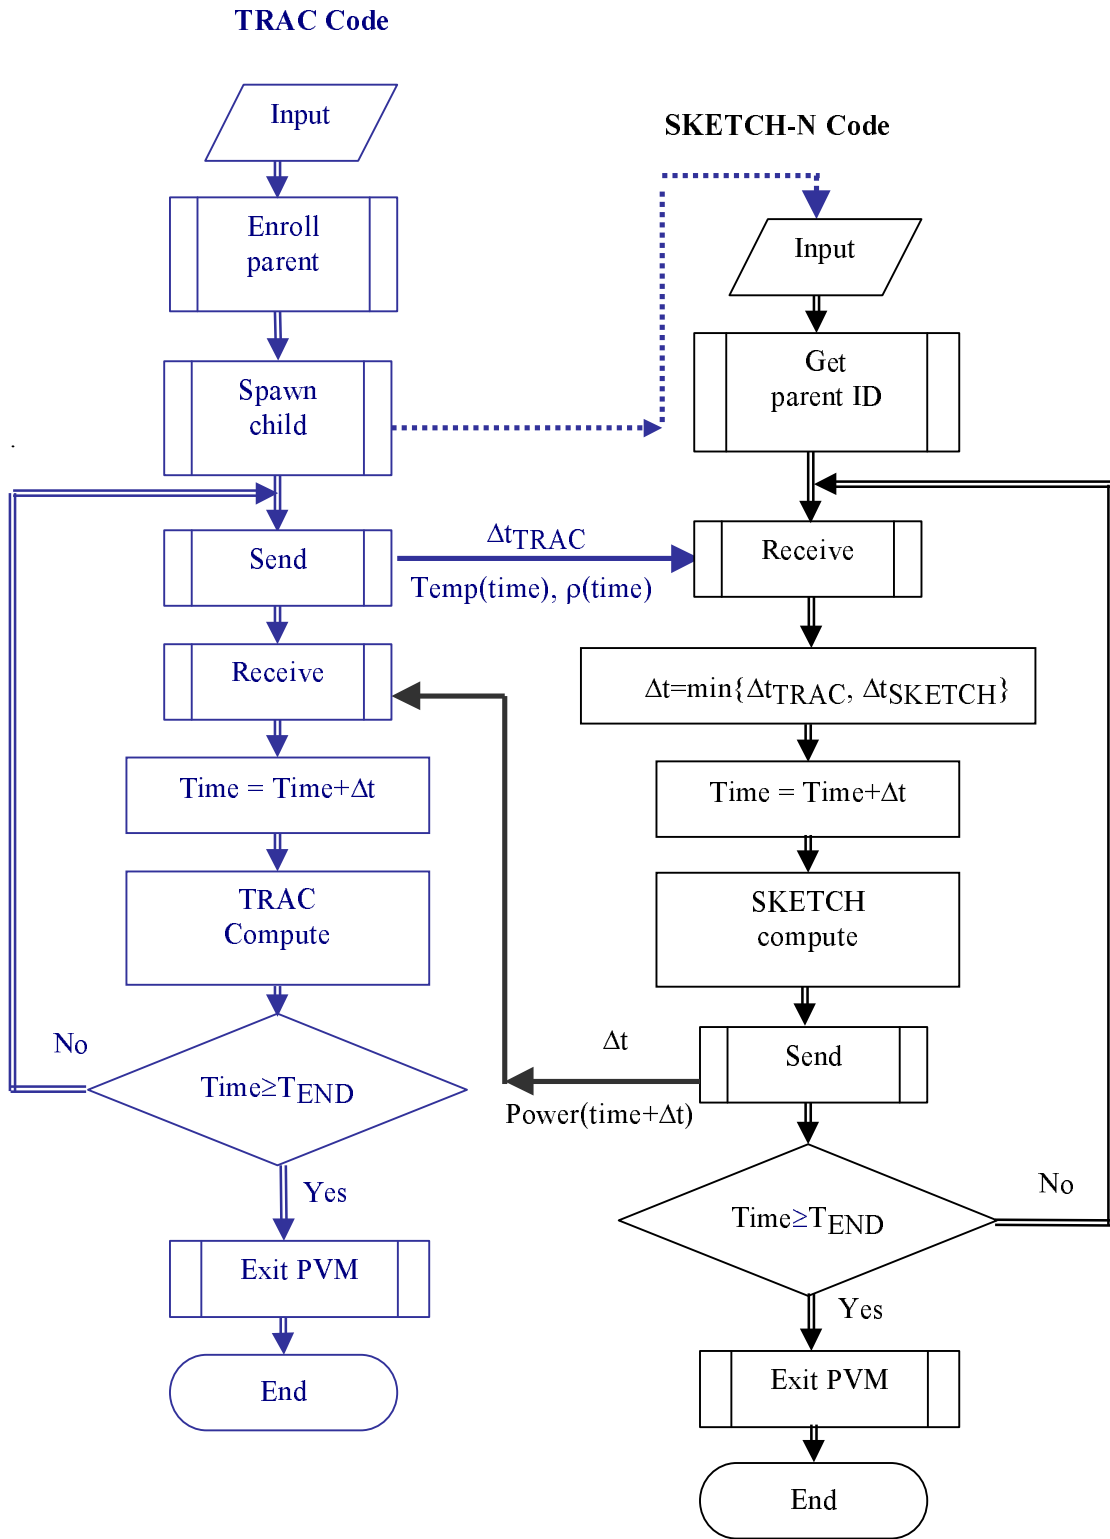 TRAC Code
Input
Enroll
parent
Spawn
child
Send
Receive
Time = Time+Δt
TRAC
Compute
No
Time≥TEND
Yes
Exit PVM
End
ΔtTRAC
Temp(time), ρ(time)
Δt
Power(time+Δt)
SKETCH-N Code
Input
Get
parent ID
Receive
Δt=min{ΔtTRAC, ΔtSKETCH}
Time = Time+Δt
SKETCH
compute
Send
No
Time≥TEND
Yes
Exit PVM
End